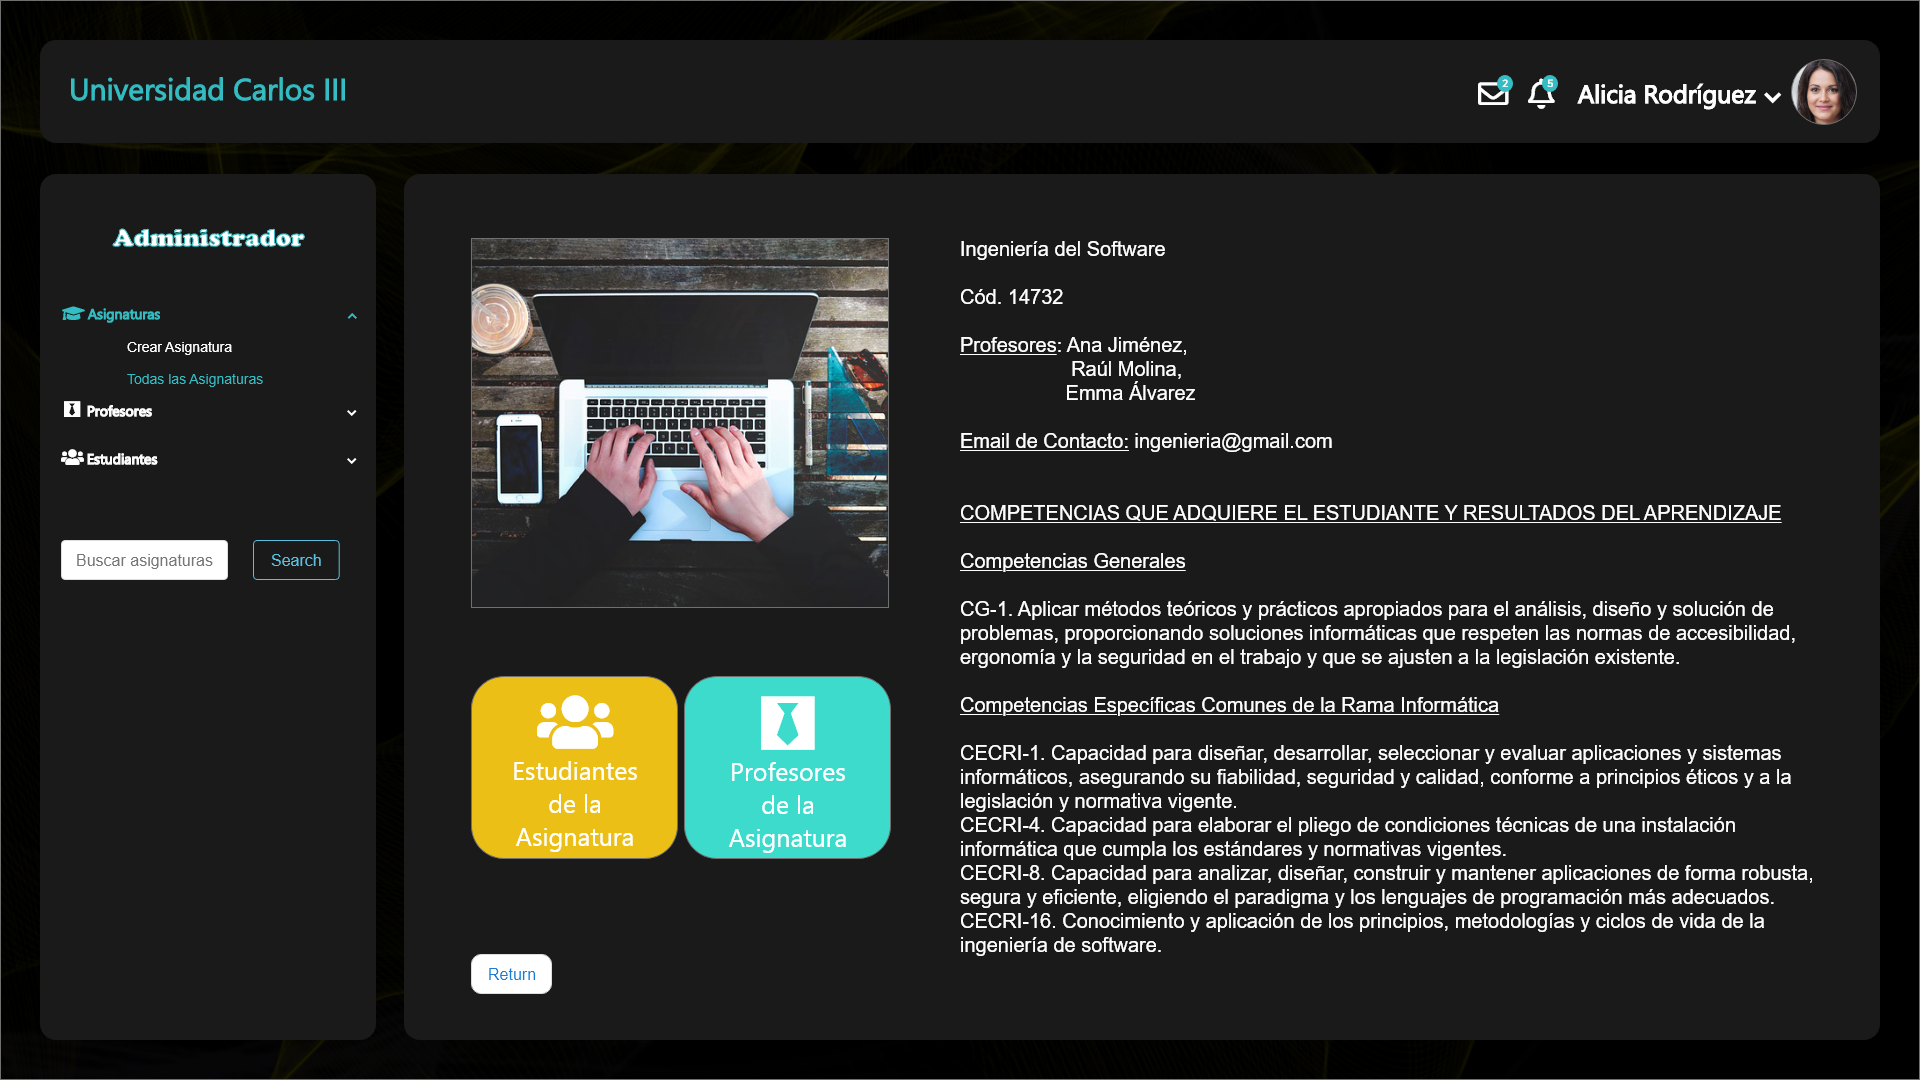 Universidad Carlos III
2
5
Alicia Rodríguez
Administrador
Asignaturas
Crear Asignatura
Todas las Asignaturas
Profesores
Estudiantes
Buscar asignaturas
Search
Estudiantes
de la
Asignatura
Profesores
de la
Asignatura
Return
Ingeniería del Software
Cód. 14732
Profesores: Ana Jiménez,
Raúl Molina,
Emma Álvarez
Email de Contacto: ingenieria@gmail.com
COMPETENCIAS QUE ADQUIERE EL ESTUDIANTE Y RESULTADOS DEL APRENDIZAJE
Competencias Generales
CG-1. Aplicar métodos teóricos y prácticos apropiados para el análisis, diseño y solución de
problemas, proporcionando soluciones informáticas que respeten las normas de accesibilidad,
ergonomía y la seguridad en el trabajo y que se ajusten a la legislación existente.
Competencias Específicas Comunes de la Rama Informática
CECRI-1. Capacidad para diseñar, desarrollar, seleccionar y evaluar aplicaciones y sistemas
informáticos, asegurando su fiabilidad, seguridad y calidad, conforme a principios éticos y a la
legislación y normativa vigente.
CECRI-4. Capacidad para elaborar el pliego de condiciones técnicas de una instalación
informática que cumpla los estándares y normativas vigentes.
CECRI-8. Capacidad para analizar, diseñar, construir y mantener aplicaciones de forma robusta,
segura y eficiente, eligiendo el paradigma y los lenguajes de programación más adecuados.
CECRI-16. Conocimiento y aplicación de los principios, metodologías y ciclos de vida de la
ingeniería de software.